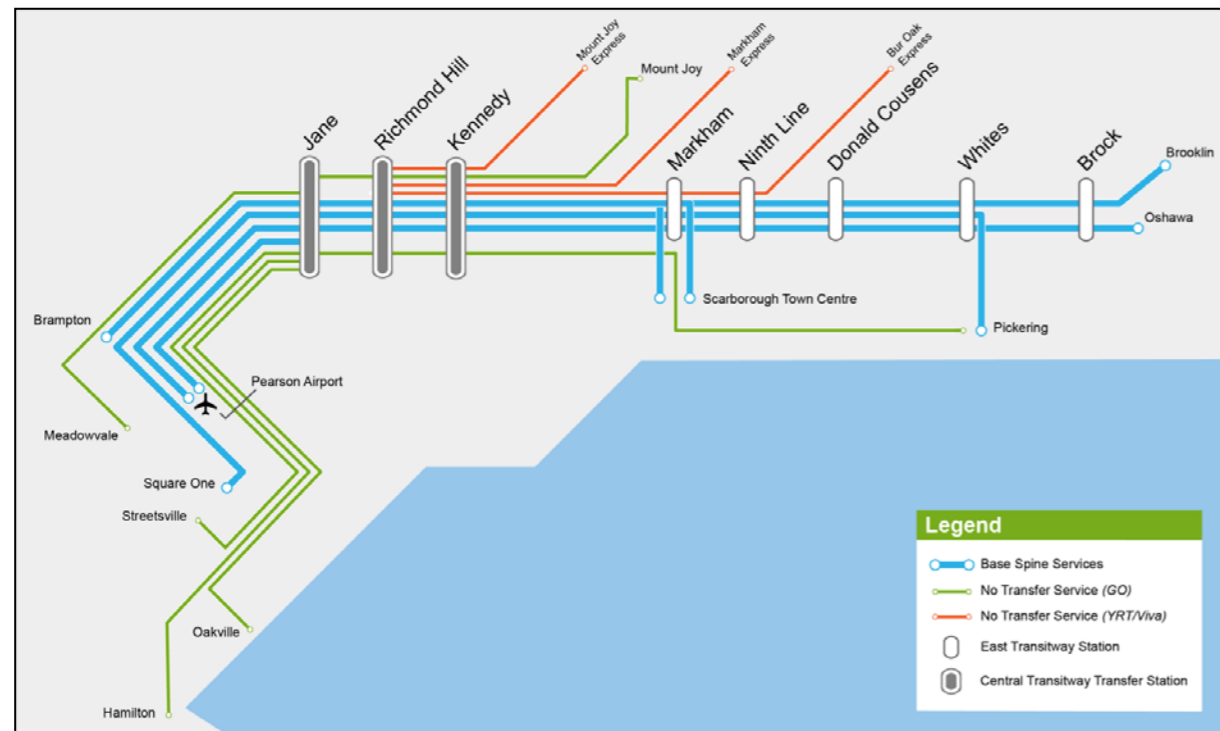 Mount Joy
Express
Markham
Express
Bur Oak
Express
Mount Joy
Jane
Richmond Hill
Kennedy
Markham
Ninth Line
Donald Cousens
Whites
Brock
Brooklin
Oshawa
Scarborough Town Centre
Brampton
Pickering
Pearson Airport
Meadowvale
Square One
Streetsville
Oakville
Hamilton
Legend
Base Spine Services
No Transfer Service (GO)
No Transfer Service (YRT/Viva)
East Transitway Station
Central Transitway Transfer Station